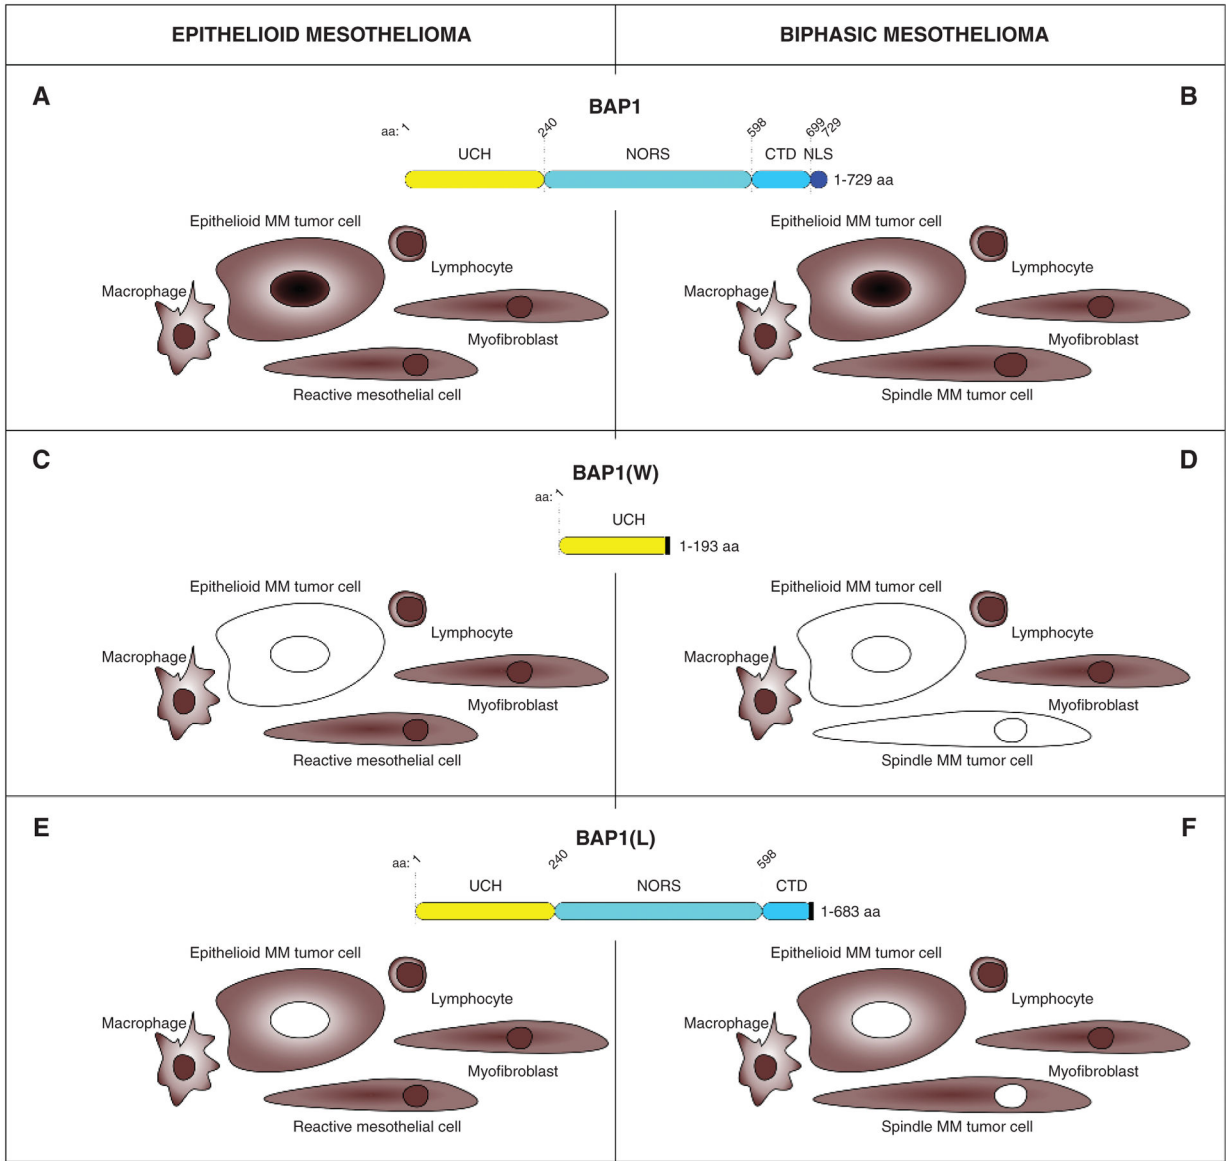 EPITHELIOID MESOTHELIOMA
BIPHASIC MESOTHELIOMA
A
B
BAP1
aa: 1 240 598 699 729
UCH NORS CTD NLS
1-729 aa
Epithelioid MM tumor cell
Lymphocyte
Macrophage
Myofibroblast
Reactive mesothelial cell
Epithelioid MM tumor cell
Lymphocyte
Macrophage
Myofibroblast
Spindle MM tumor cell
C
D
BAP1(W)
aa: 1
UCH
1-193 aa
Epithelioid MM tumor cell
Lymphocyte
Macrophage
Myofibroblast
Reactive mesothelial cell
Epithelioid MM tumor cell
Lymphocyte
Macrophage
Myofibroblast
Spindle MM tumor cell
E
F
BAP1(L)
aa: 1 240 598
UCH NORS CTD
1-683 aa
Epithelioid MM tumor cell
Lymphocyte
Macrophage
Myofibroblast
Reactive mesothelial cell
Epithelioid MM tumor cell
Lymphocyte
Macrophage
Myofibroblast
Spindle MM tumor cell